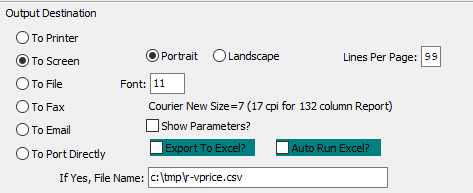 Output Destination
To Printer
To Screen
Portrait
Landscape
Lines Per Page: 99
To File
Font: 11
To Fax
Courier New Size=7 (17 cpi for 132 column Report)
To Email
Show Parameters?
To Port Directly
Export To Excel?
Auto Run Excel?
If Yes, File Name: c:\tmp\r-vprice.csv